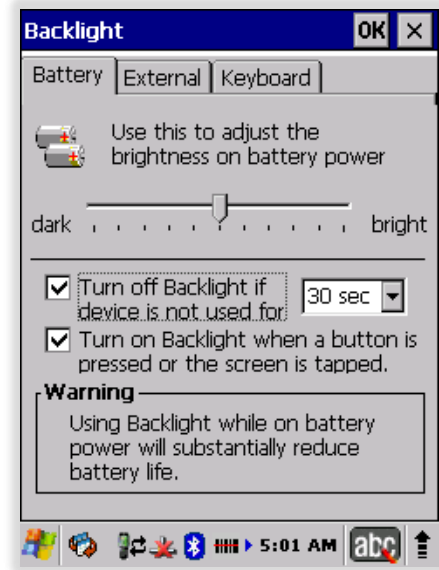 Backlight OK ×
Battery External Keyboard
Use this to adjust the
brightness on battery power
dark bright
Turn off Backlight if
device is not used for 30 sec
Turn on Backlight when a button is
pressed or the screen is tapped.
Warning
Using Backlight while on battery
power will substantially reduce
battery life.
5:01 AM abc